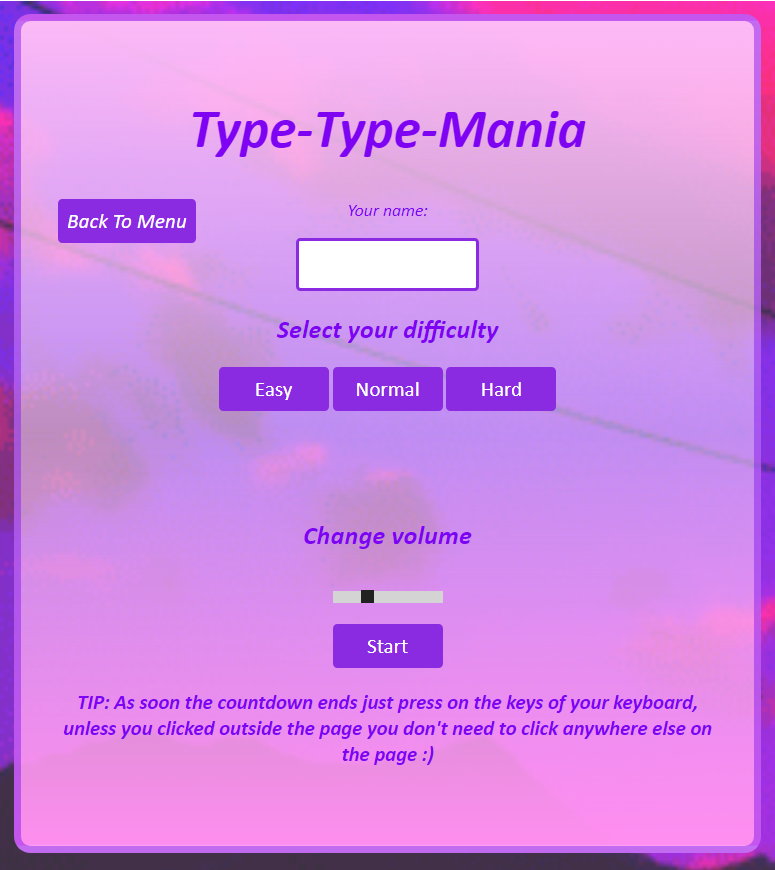 Type-Type-Mania
Back To Menu
Your name:
Select your difficulty
Easy Normal Hard
Change volume
Start
TIP: As soon the countdown ends just press on the keys of your keyboard,
unless you clicked outside the page you don't need to click anywhere else on
the page :)